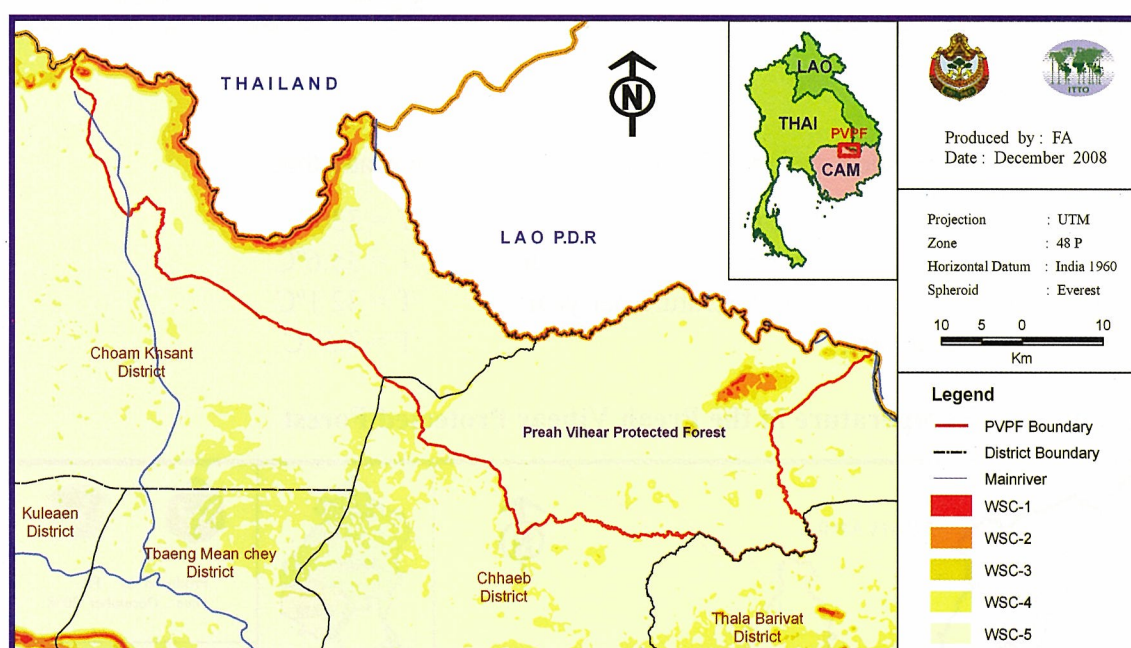 THAILAND
LAO P.D.R
Choam Khsant
District
Preah Vihear Protected Forest
Kuleaen
District
Tbaeng Mean chey
District
Chhaeb
District
Thala Barivat
District
N
LAO
THAI
PVPF
CAM
ITTO
Produced by : FA
Date : December 2008
Projection : UTM
Zone : 48 P
Horizontal Datum : India 1960
Spheroid : Everest
10 5 0 10
Km
Legend
PVPF Boundary
District Boundary
Mainriver
WSC-1
WSC-2
WSC-3
WSC-4
WSC-5